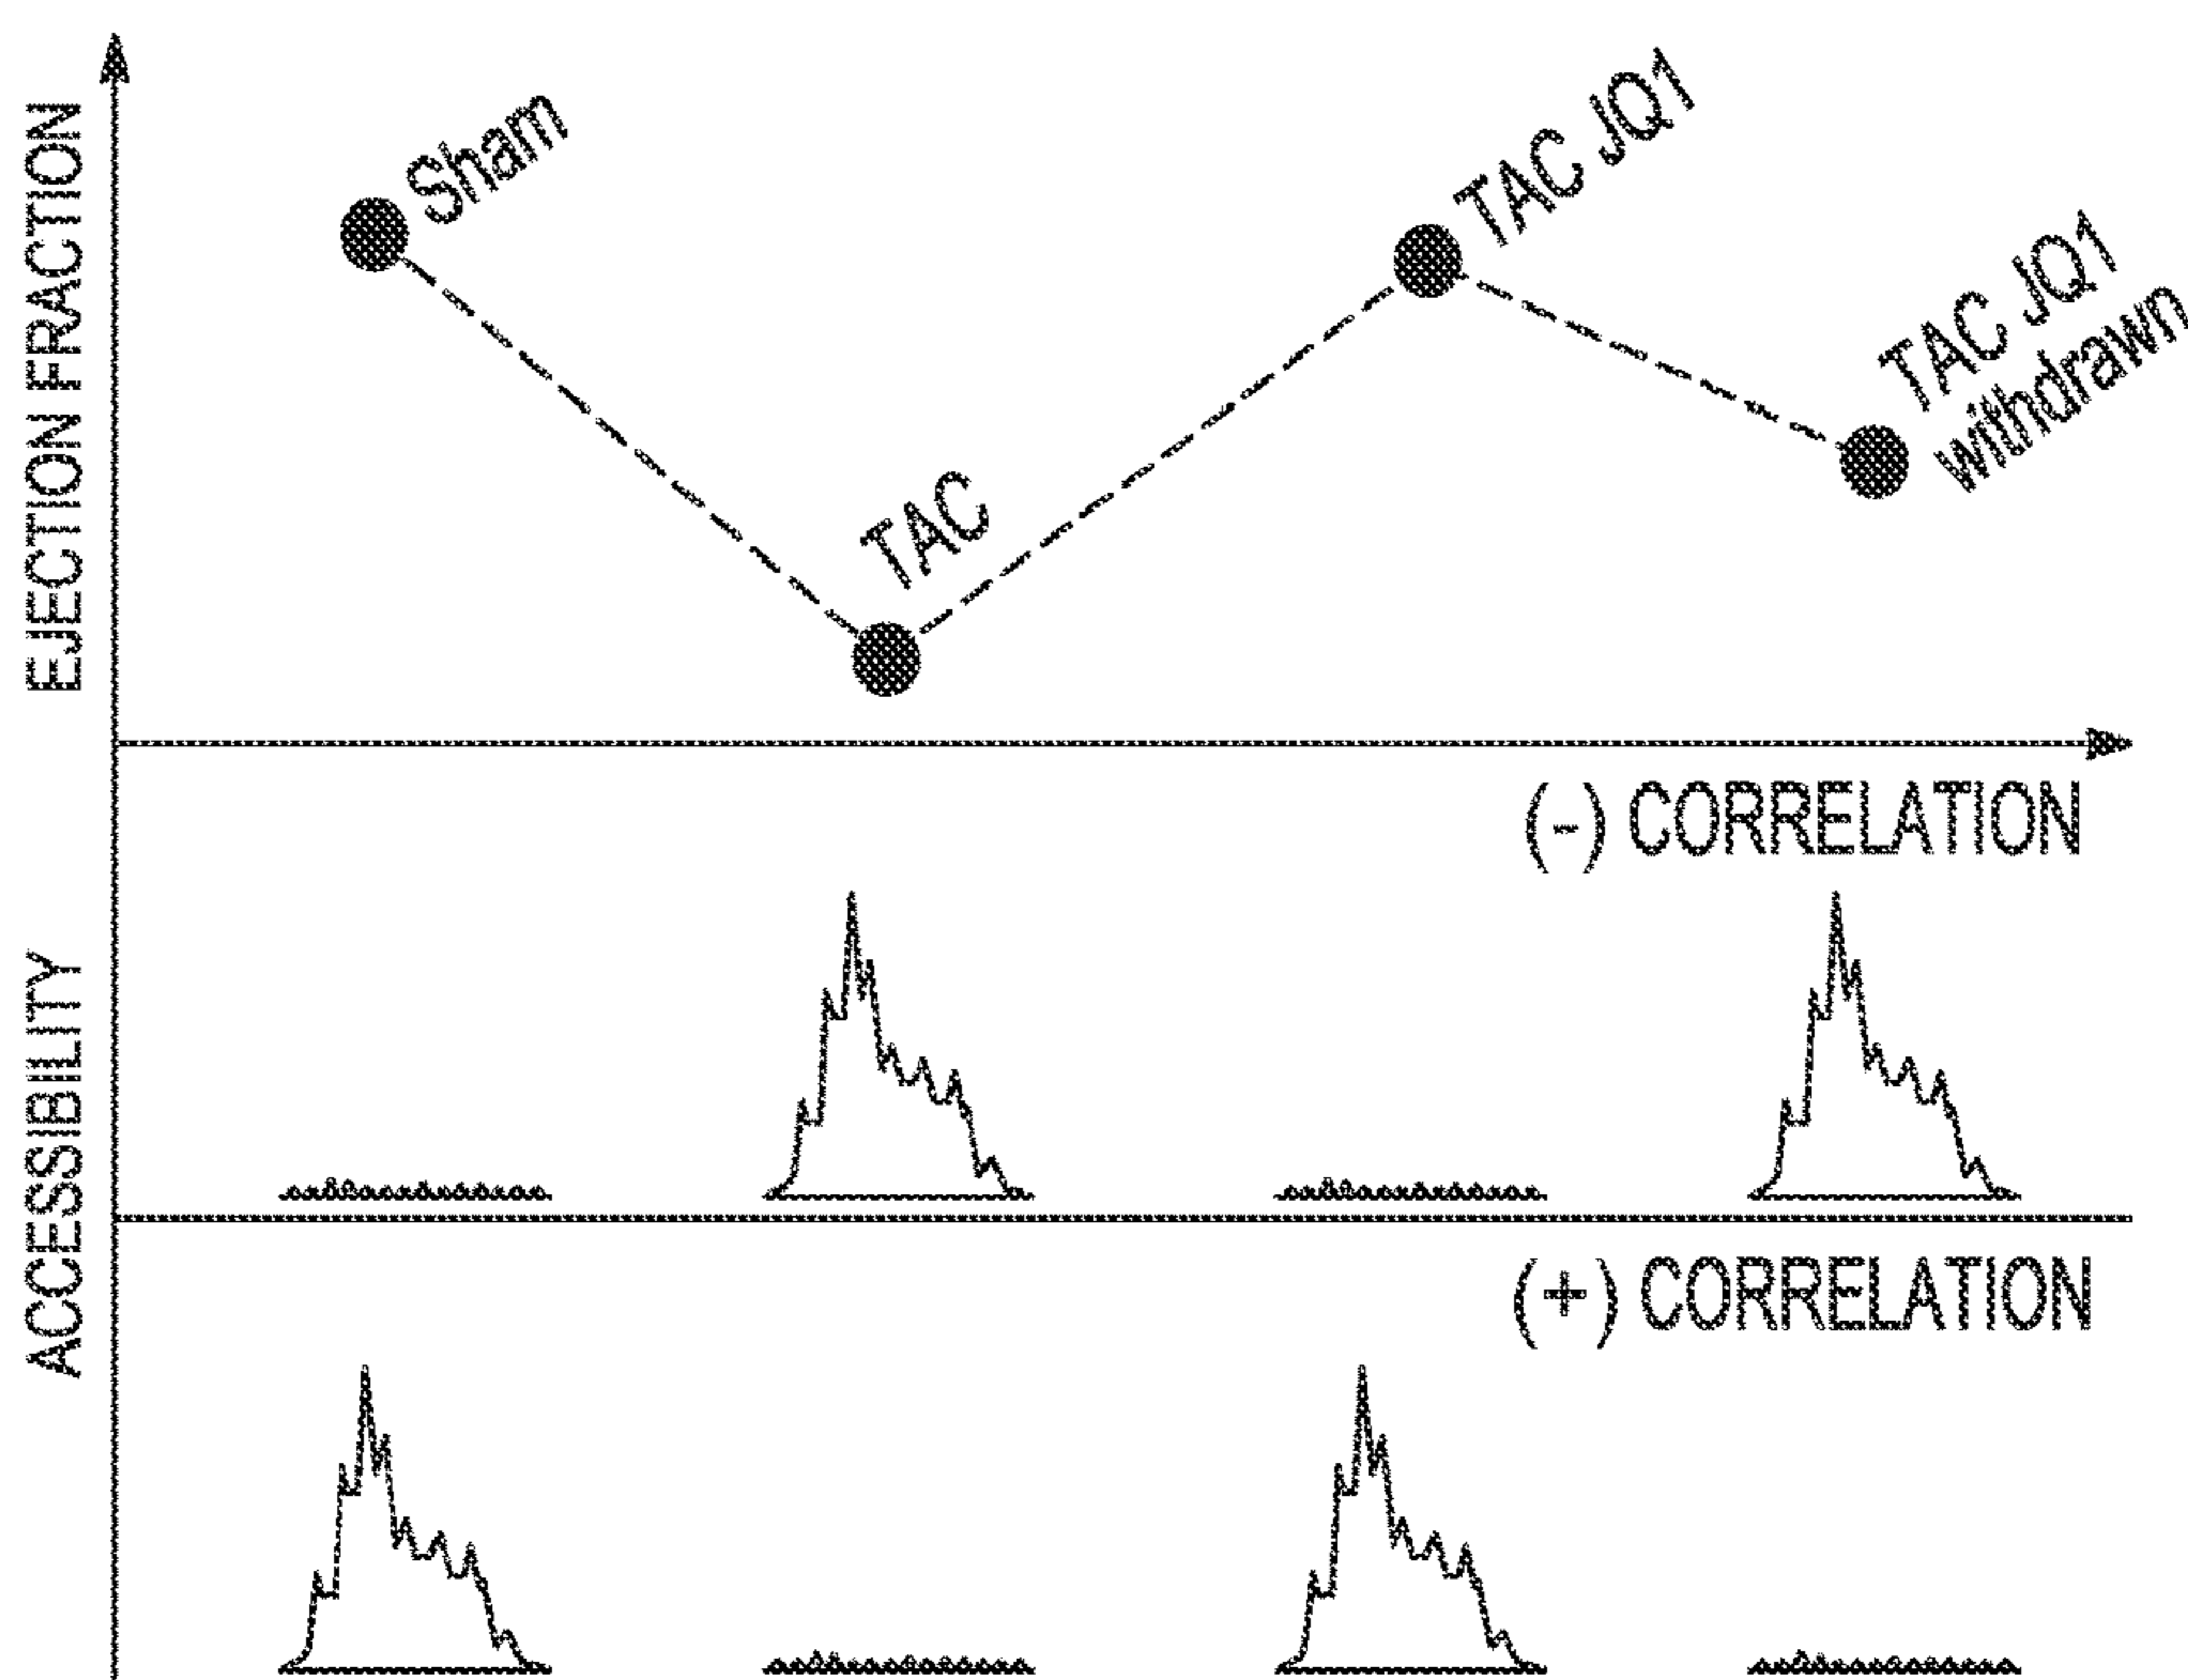 EJECTION FRACTION
Sham
TAC
TAC JQ1
TAC JQ1
withdrawn
(-) CORRELATION
ACCESSIBILITY
(+) CORRELATION